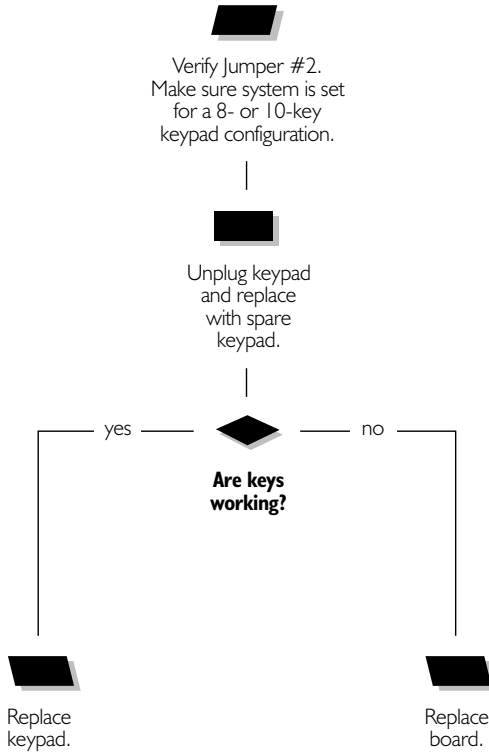 Verify Jumper #2.
Make sure system is set
for a 8- or 10-key
keypad configuration.
Unplug keypad
and replace
with spare
keypad.
yes
no
Are keys
working?
Replace
keypad.
Replace
board.